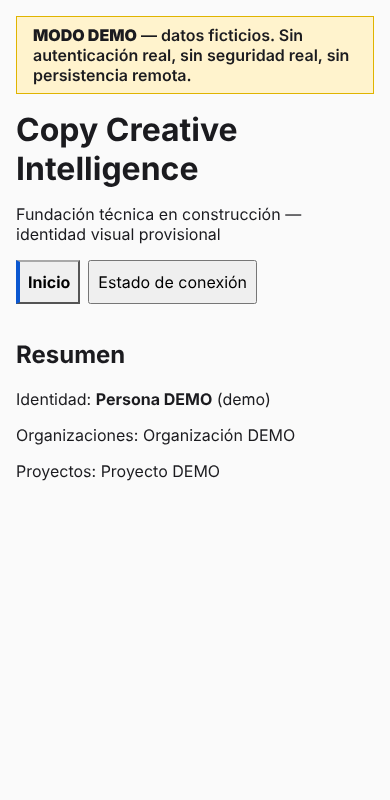 MODO DEMO — datos ficticios. Sin
autenticación real, sin seguridad real, sin
persistencia remota.
Copy Creative
Intelligence
Fundación técnica en construcción —
identidad visual provisional
Inicio
Estado de conexión
Resumen
Identidad: Persona DEMO (demo)
Organizaciones: Organización DEMO
Proyectos: Proyecto DEMO